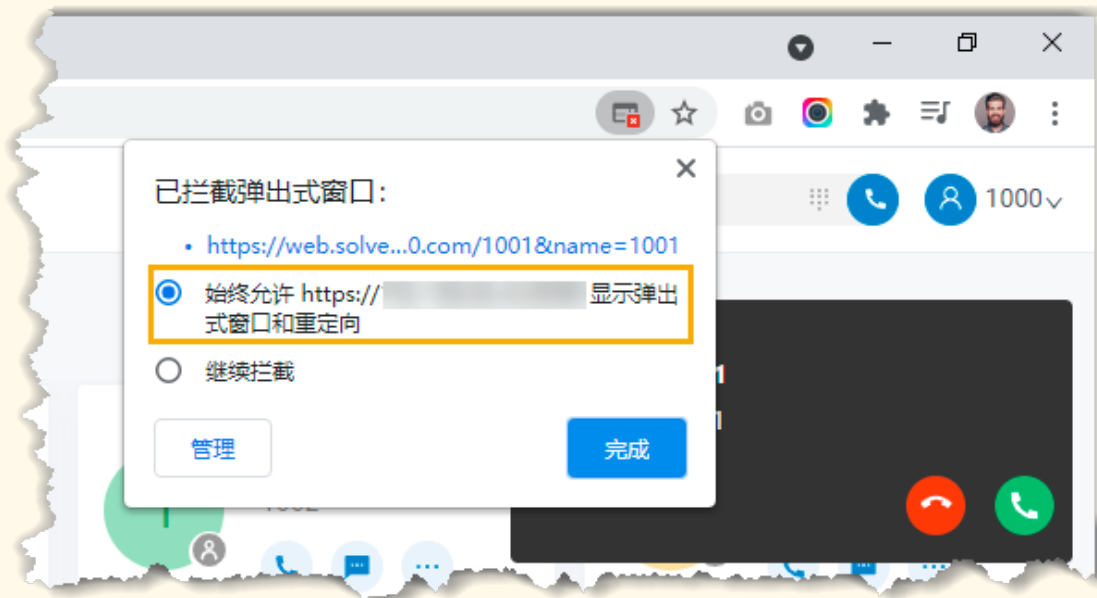 1000
已拦截弹出式窗口：
• https://web.solve...0.com/1001&name=1001
始终允许 https:// 显示弹出
式窗口和重定向
继续拦截
管理
完成